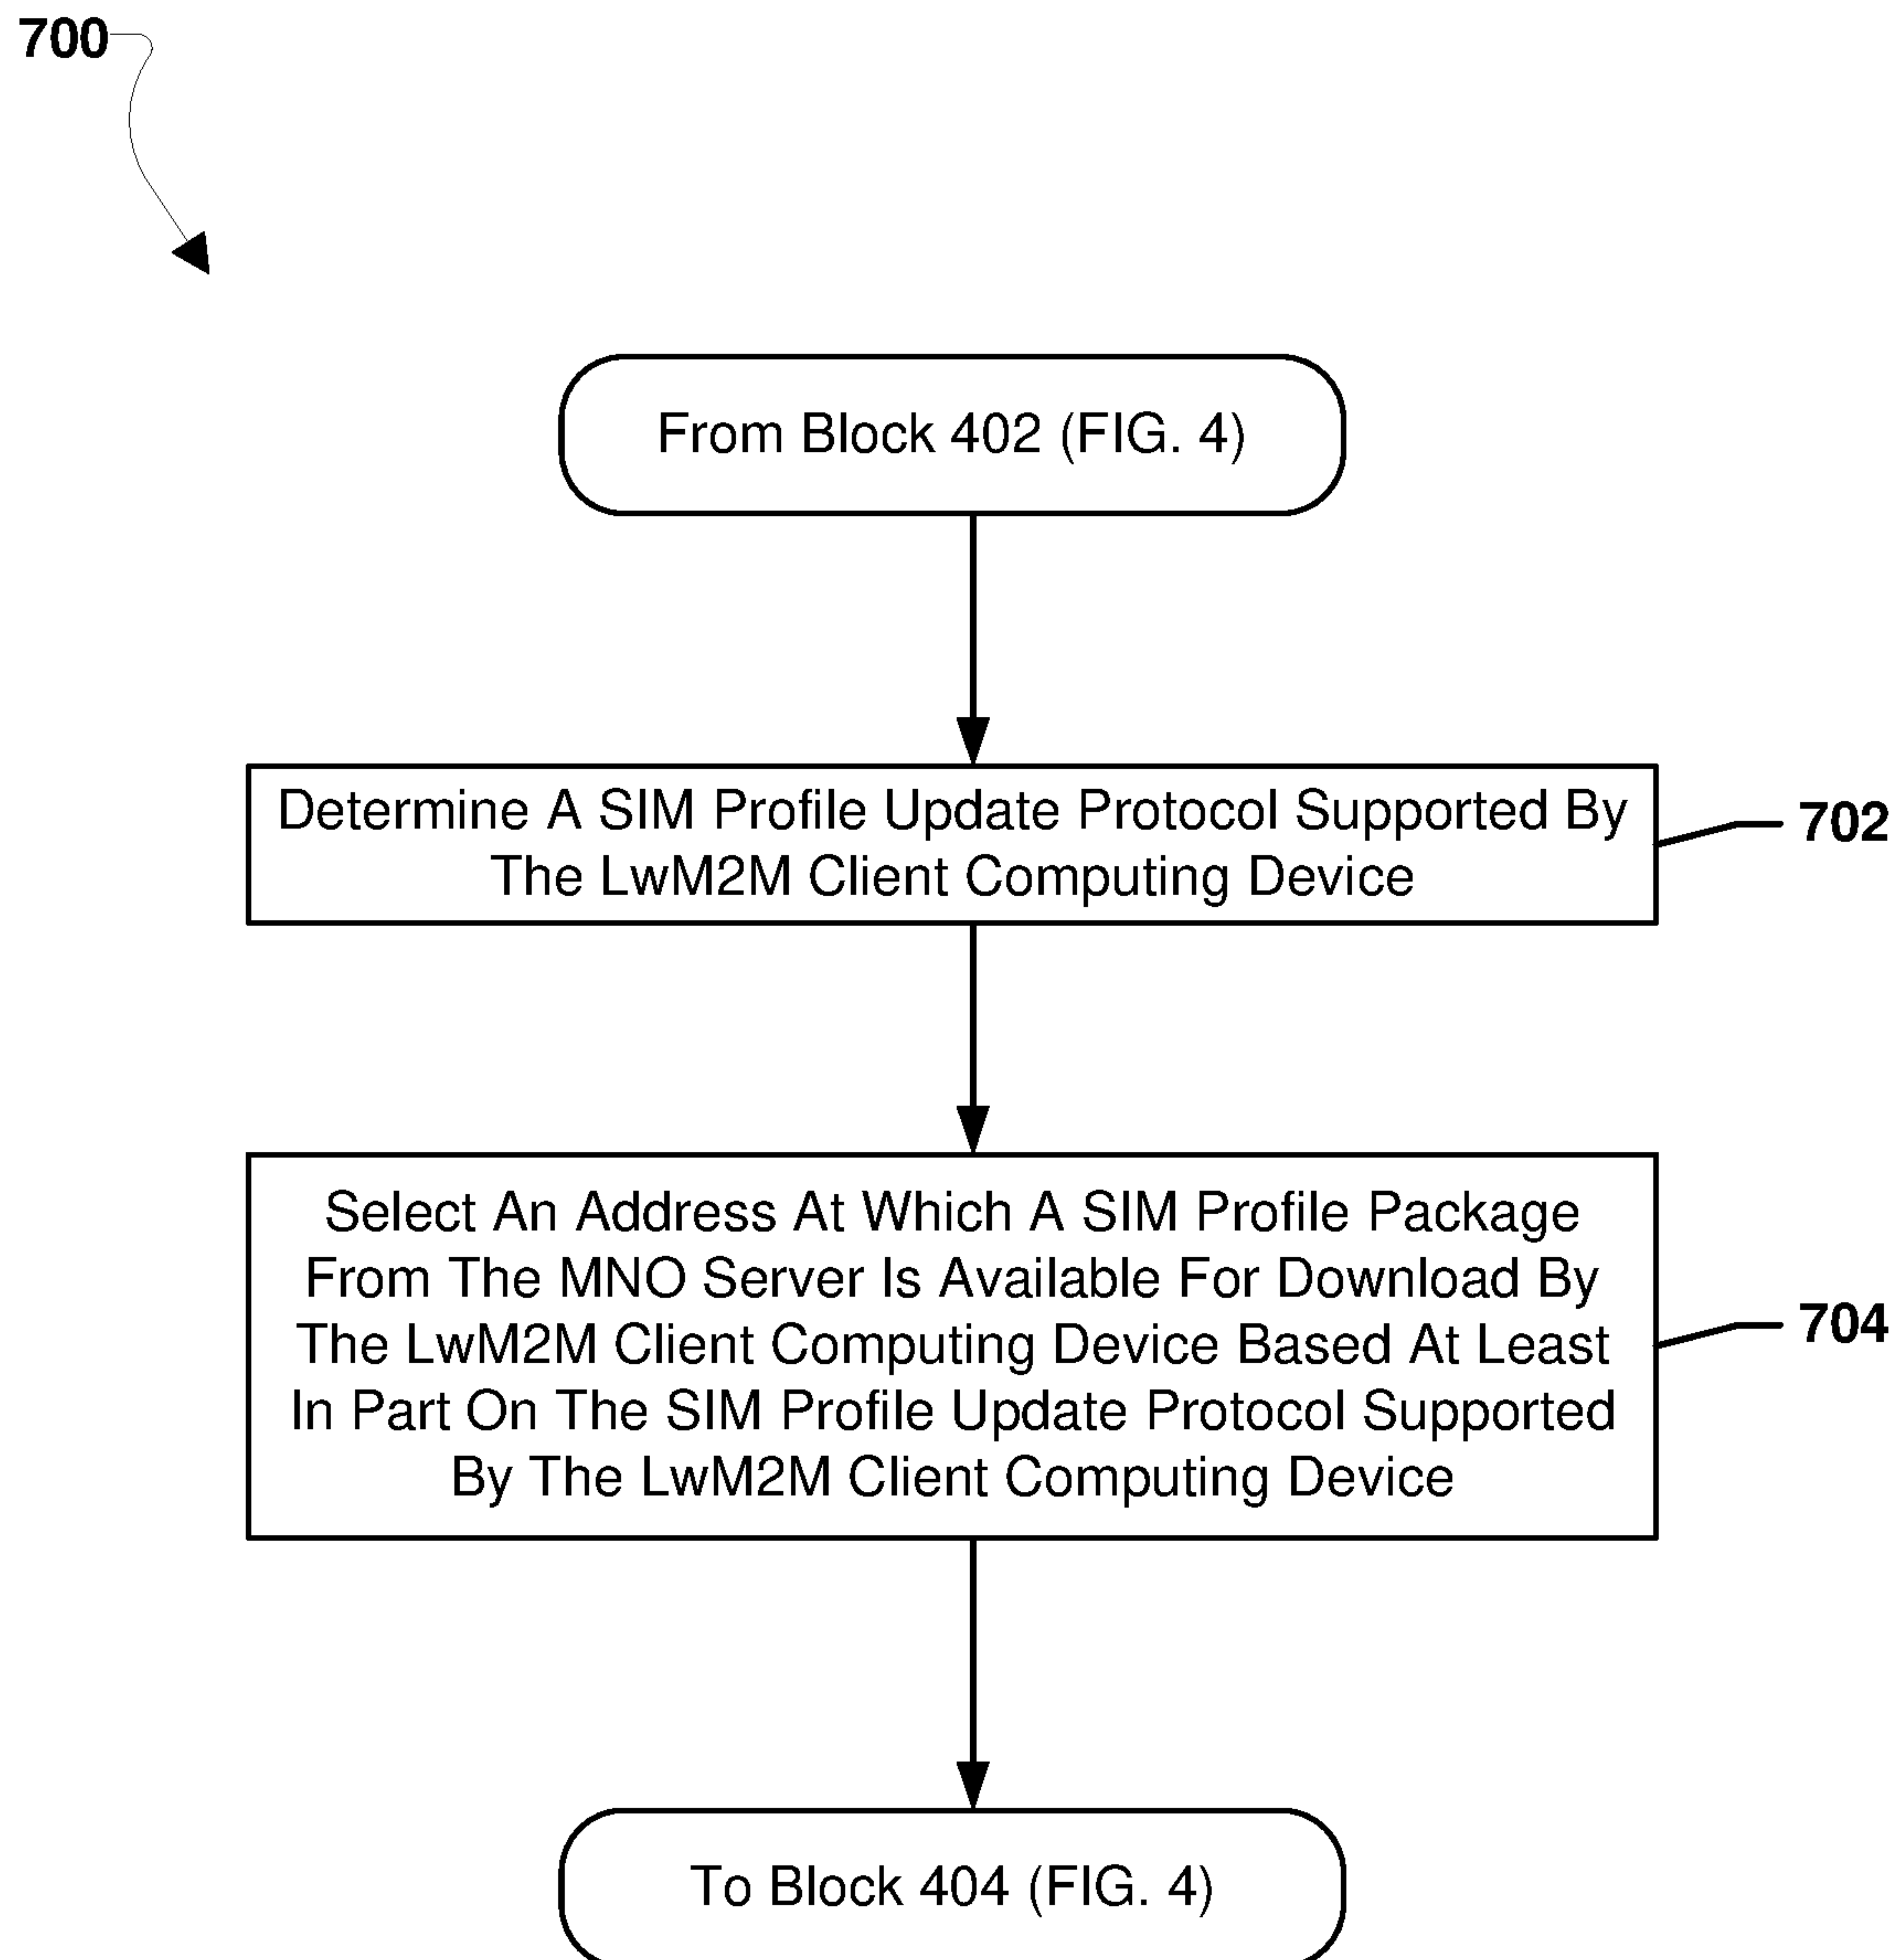 700
From Block 402 (FIG. 4)
Determine A SIM Profile Update Protocol Supported By
The LwM2M Client Computing Device
702
Select An Address At Which A SIM Profile Package
From The MNO Server Is Available For Download By
The LwM2M Client Computing Device Based At Least
In Part On The SIM Profile Update Protocol Supported
By The LwM2M Client Computing Device
704
To Block 404 (FIG. 4)